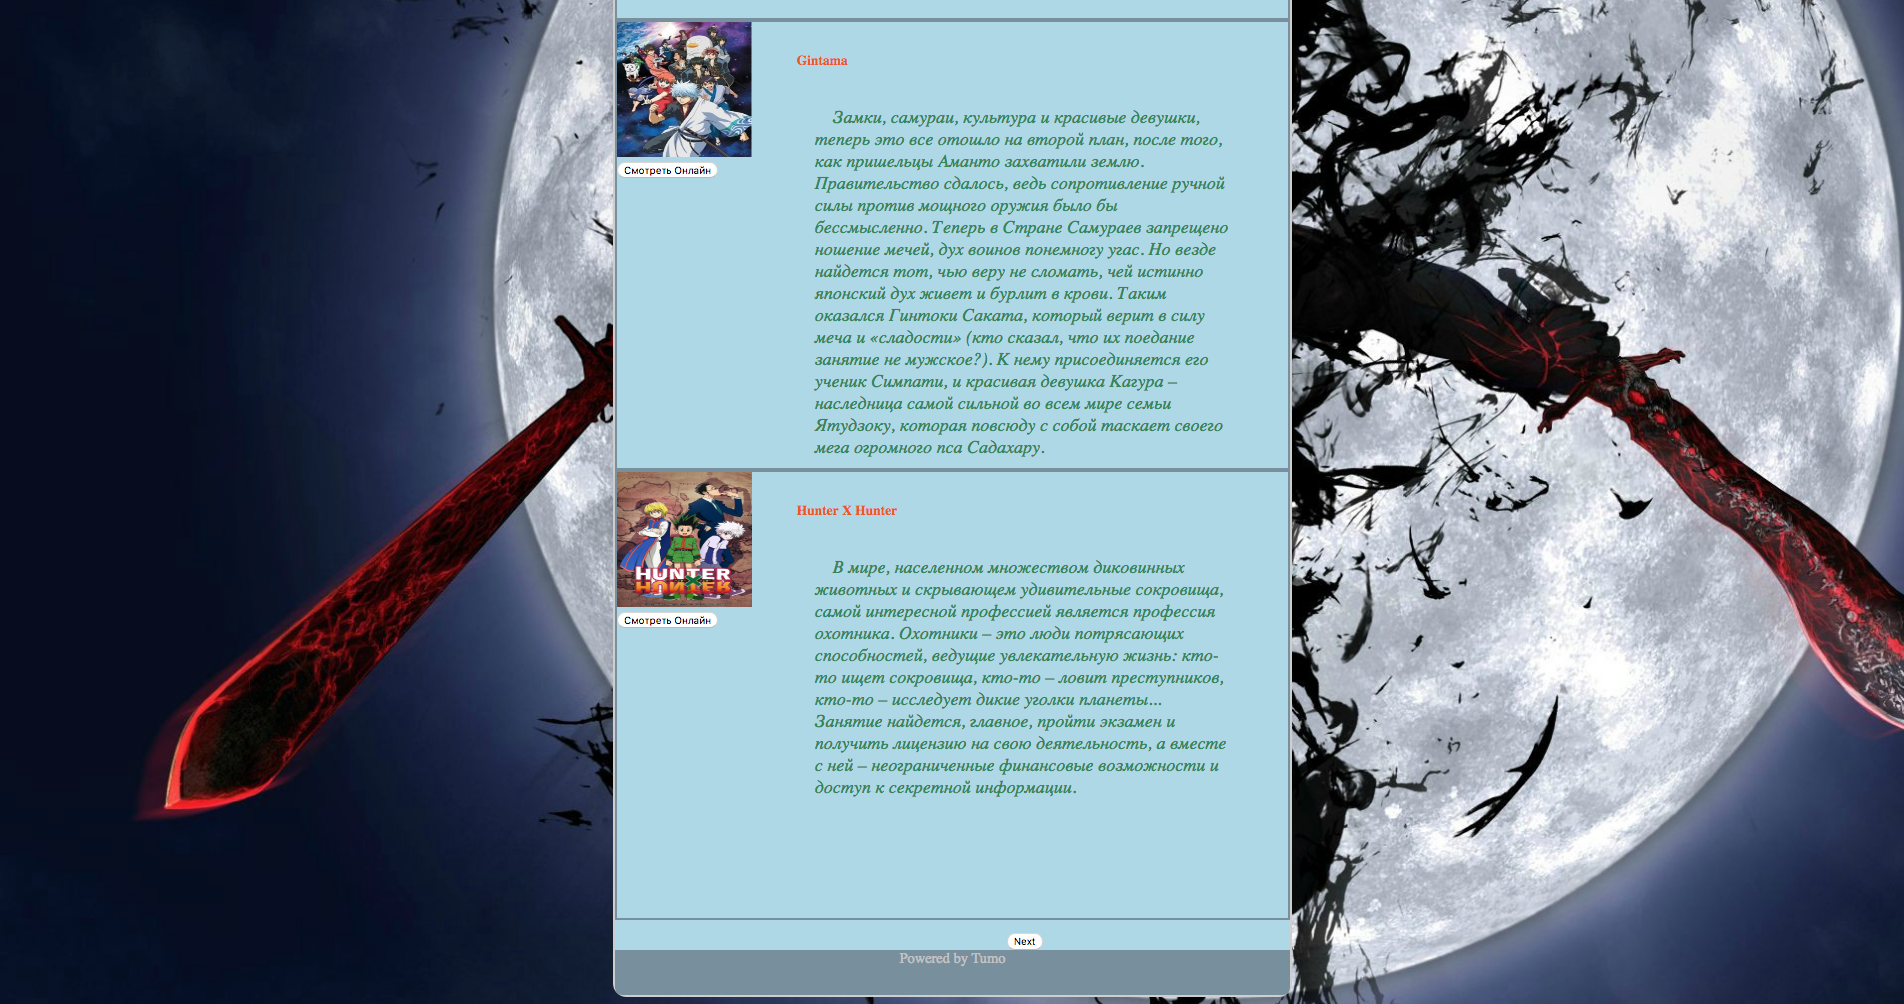 Gintama
Замки, самураи, культура и красивые девушки,
теперь это все отошло на второй план, после того,
как пришельцы Аманто захватили землю.
Правительство сдалось, ведь сопротивление ручной
силы против мощного оружия было бы
бессмысленно. Теперь в Стране Самураев запрещено
ношение мечей, дух воинов понемногу угас. Но везде
найдется тот, чью веру не сломать, чей истинно
японский дух живет и бурлит в крови. Таким
оказался Гинтоки Саката, который верит в силу
меча и «сладости» (кто сказал, что их поедание
занятие не мужское?). К нему присоединяется его
ученик Симпати, и красивая девушка Кагура –
наследница самой сильной во всем мире семьи
Ятудзоку, которая повсюду с собой таскает своего
мега огромного пса Садахару.
Смотреть Онлайн
Hunter X Hunter
В мире, населенном множеством диковинных
животных и скрывающем удивительные сокровища,
самой интересной профессией является профессия
охотника. Охотники – это люди потрясающих
способностей, ведущие увлекательную жизнь: кто-
то ищет сокровища, кто-то – ловит преступников,
кто-то – исследует дикие уголки планеты...
Занятие найдется, главное, пройти экзамен и
получить лицензию на свою деятельность, а вместе
с ней – неограниченные финансовые возможности и
доступ к секретной информации.
HUNTER
X
HUNTER
Смотреть Онлайн
Next
Powered by Tumo